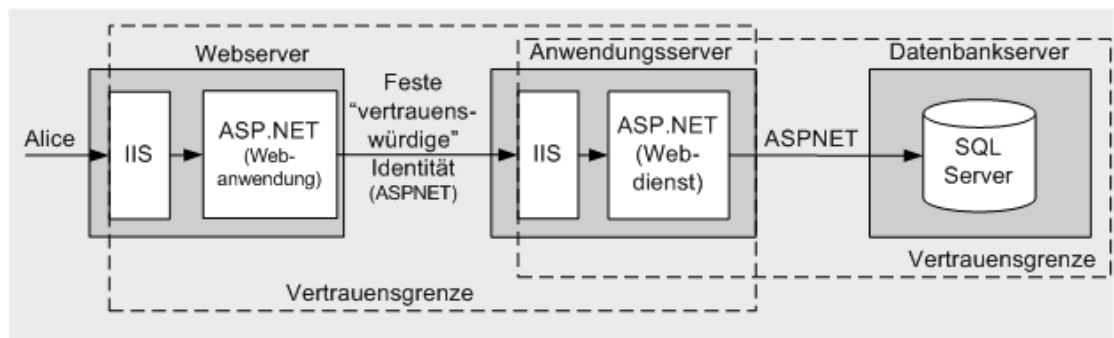 Webserver
Anwendungsserver
Datenbankserver
Alice
IIS
ASP.NET
(Web-
anwendung)
Feste
“vertrauens-
würdige”
Identität
(ASPNET)
IIS
ASP.NET
(Web-
dienst)
ASPNET
SQL
Server
Vertrauensgrenze
Vertrauensgrenze